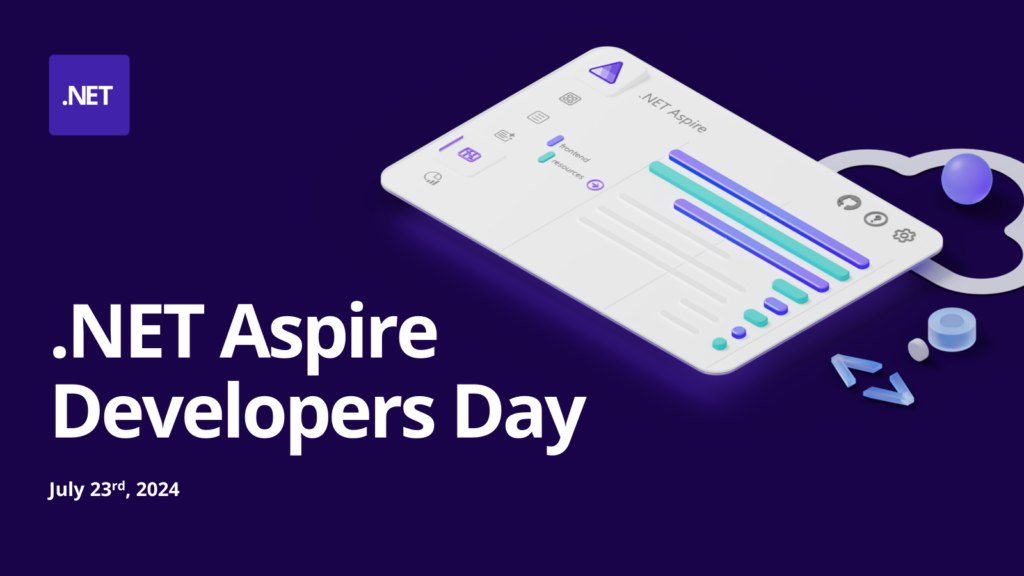 .NET
.NET Aspire
frontend
resources
.NET Aspire
Developers Day
July 23rd, 2024